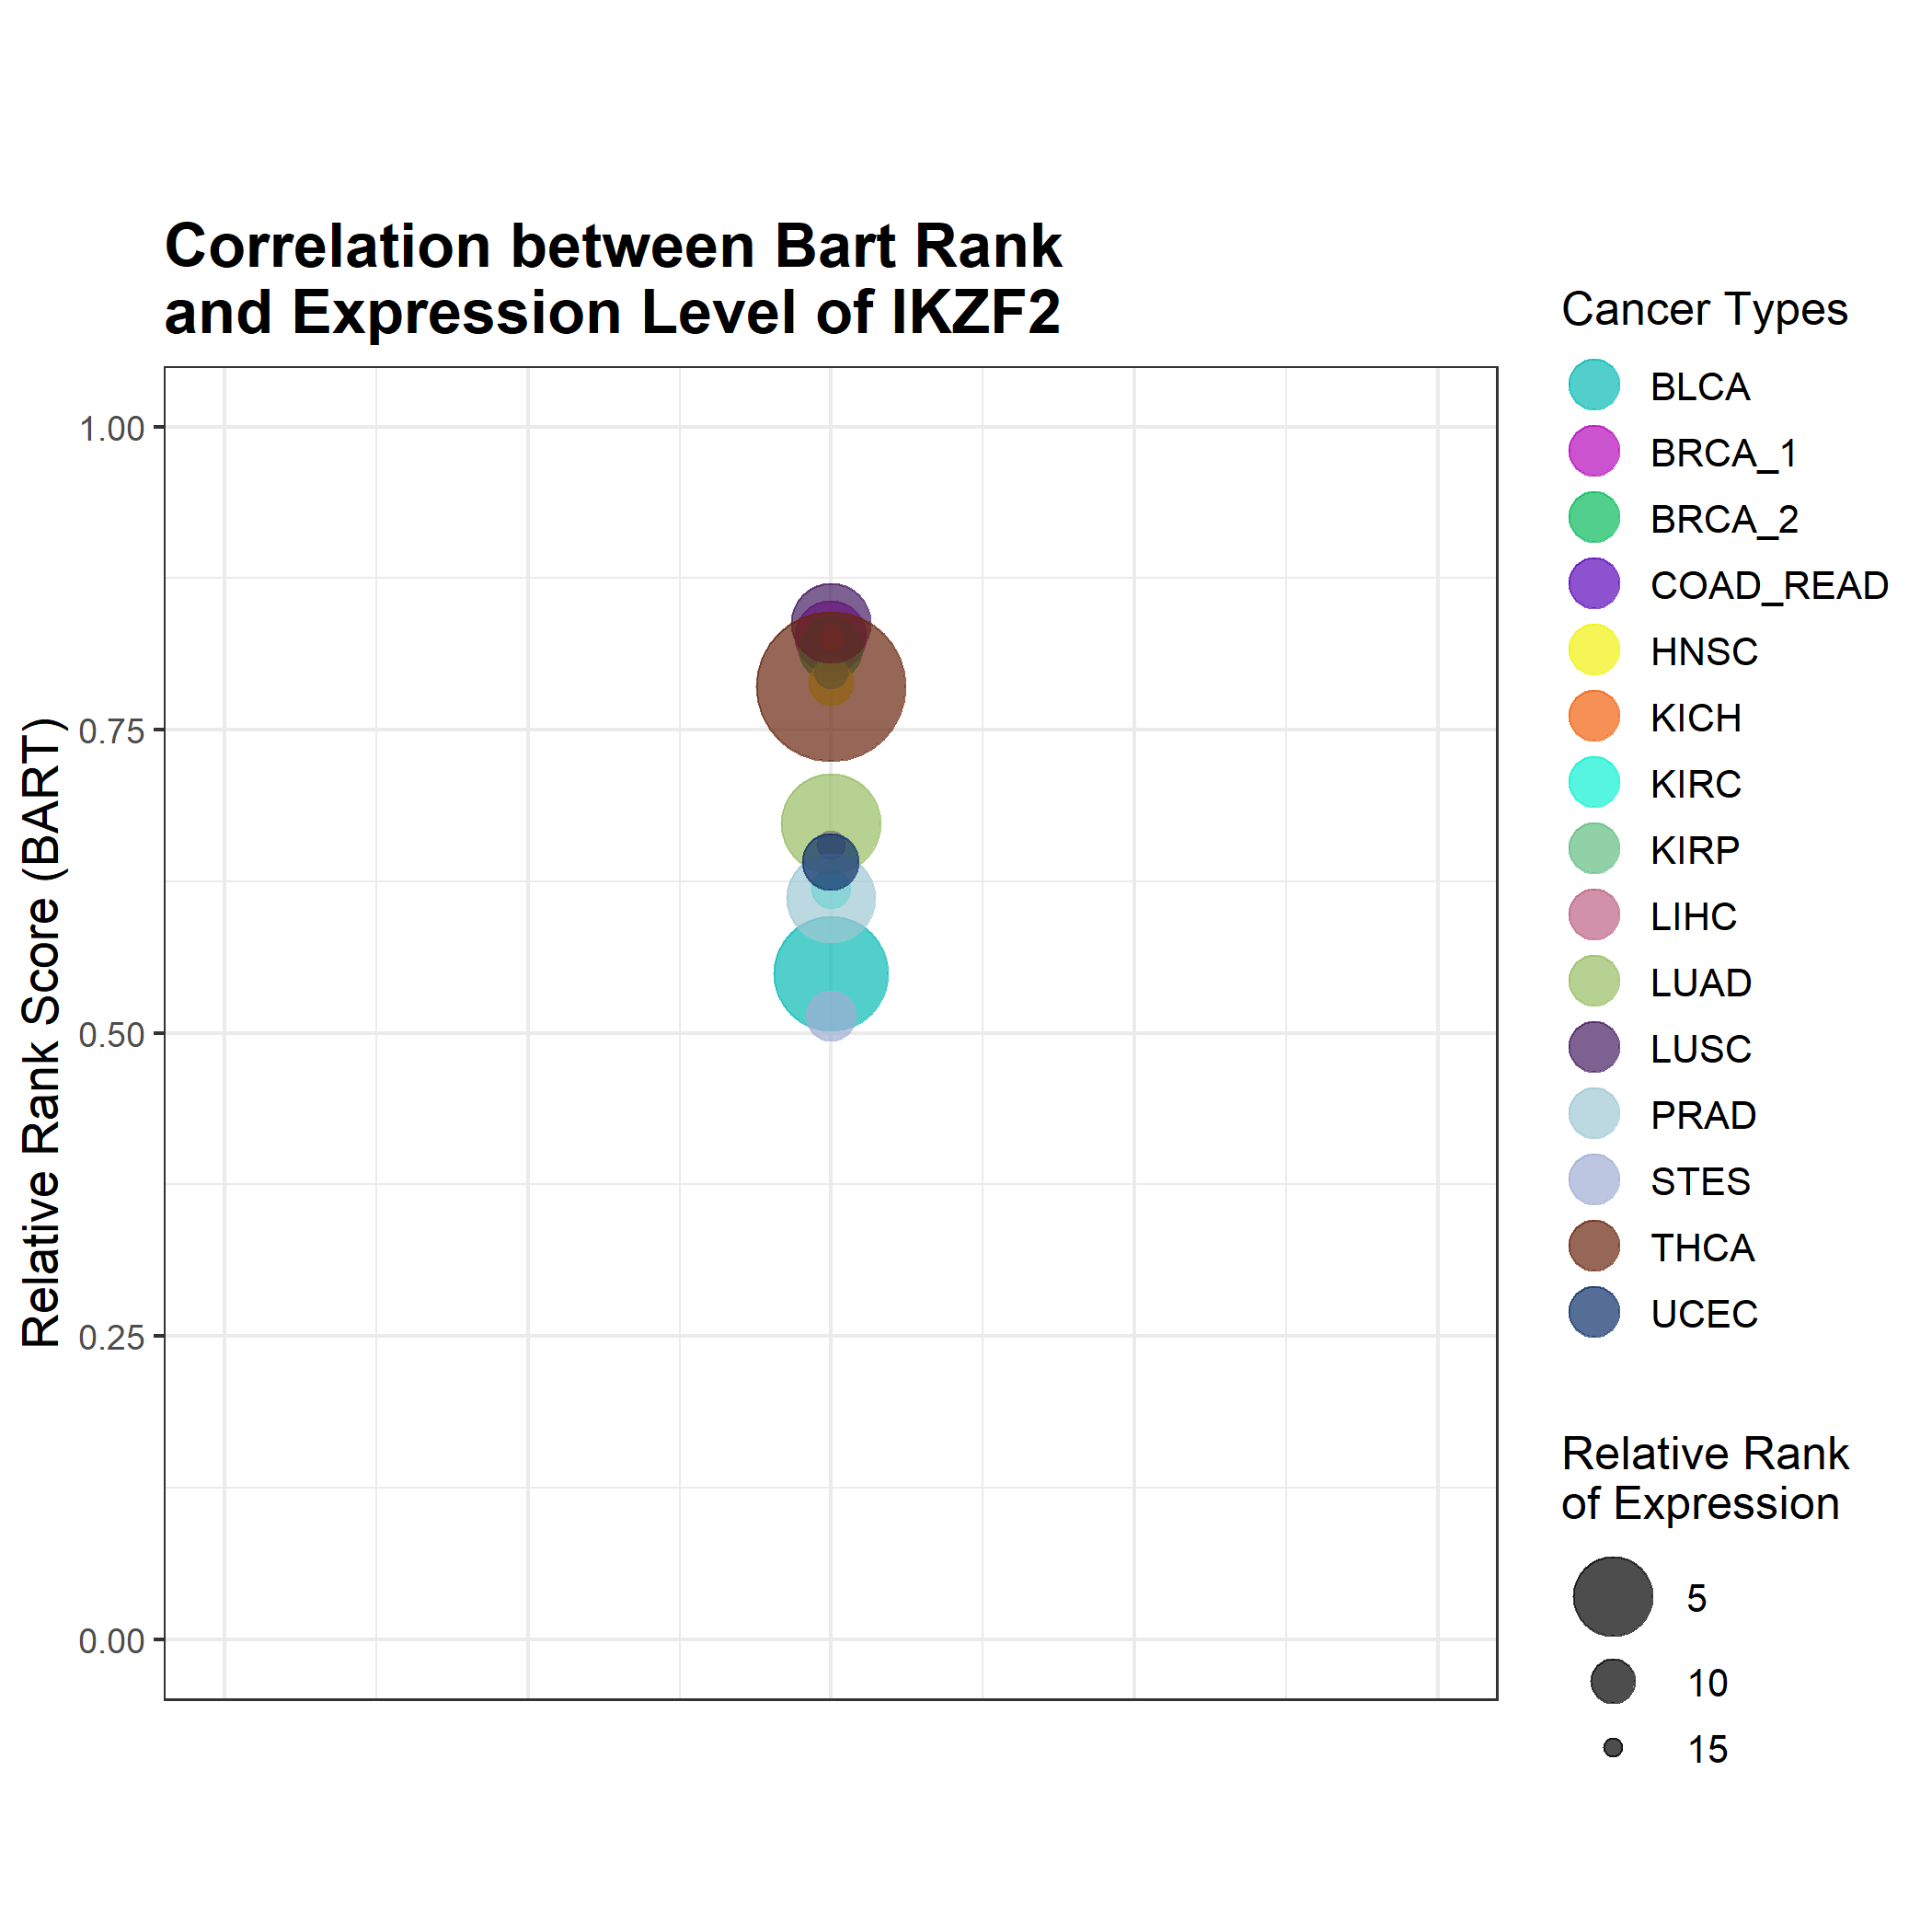 Correlation between Bart Rank
and Expression Level of IKZF2
Relative Rank Score (BART)
1.00
0.75
0.50
0.25
0.00
Cancer Types
BLCA
BRCA_1
BRCA_2
COAD_READ
HNSC
KICH
KIRC
KIRP
LIHC
LUAD
LUSC
PRAD
STES
THCA
UCEC
Relative Rank
of Expression
5
10
15